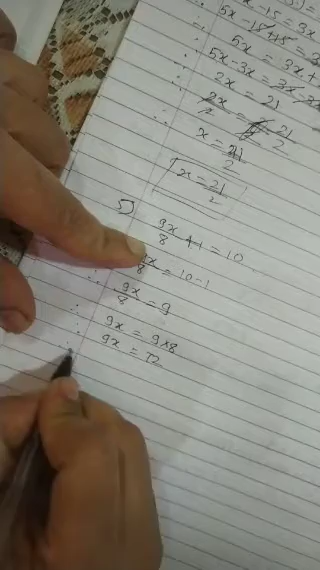 x-15 = 3x
∴ 5x-15+15 = 3
∴ 5x = 3x+
∴ 5x-3x = 3x 3x
∴ 2x = 21
∴ 2x/2 = 21/2
∴ x = 21/2
x = 21/2
5) 9x/8 + 1 = 10
9x/8 = 10-1
∴ 9x/8 = 9
∴ 9x = 9×8
∴ 9x = 72
∴